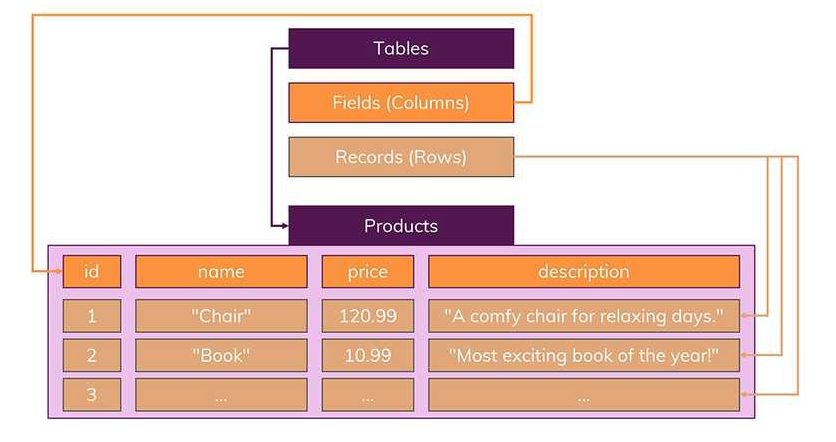 Tables
Fields (Columns)
Records (Rows)
Products
id name price description
1 "Chair" 120.99 "A comfy chair for relaxing days."
2 "Book" 10.99 "Most exciting book of the year!"
3 ... ... ...